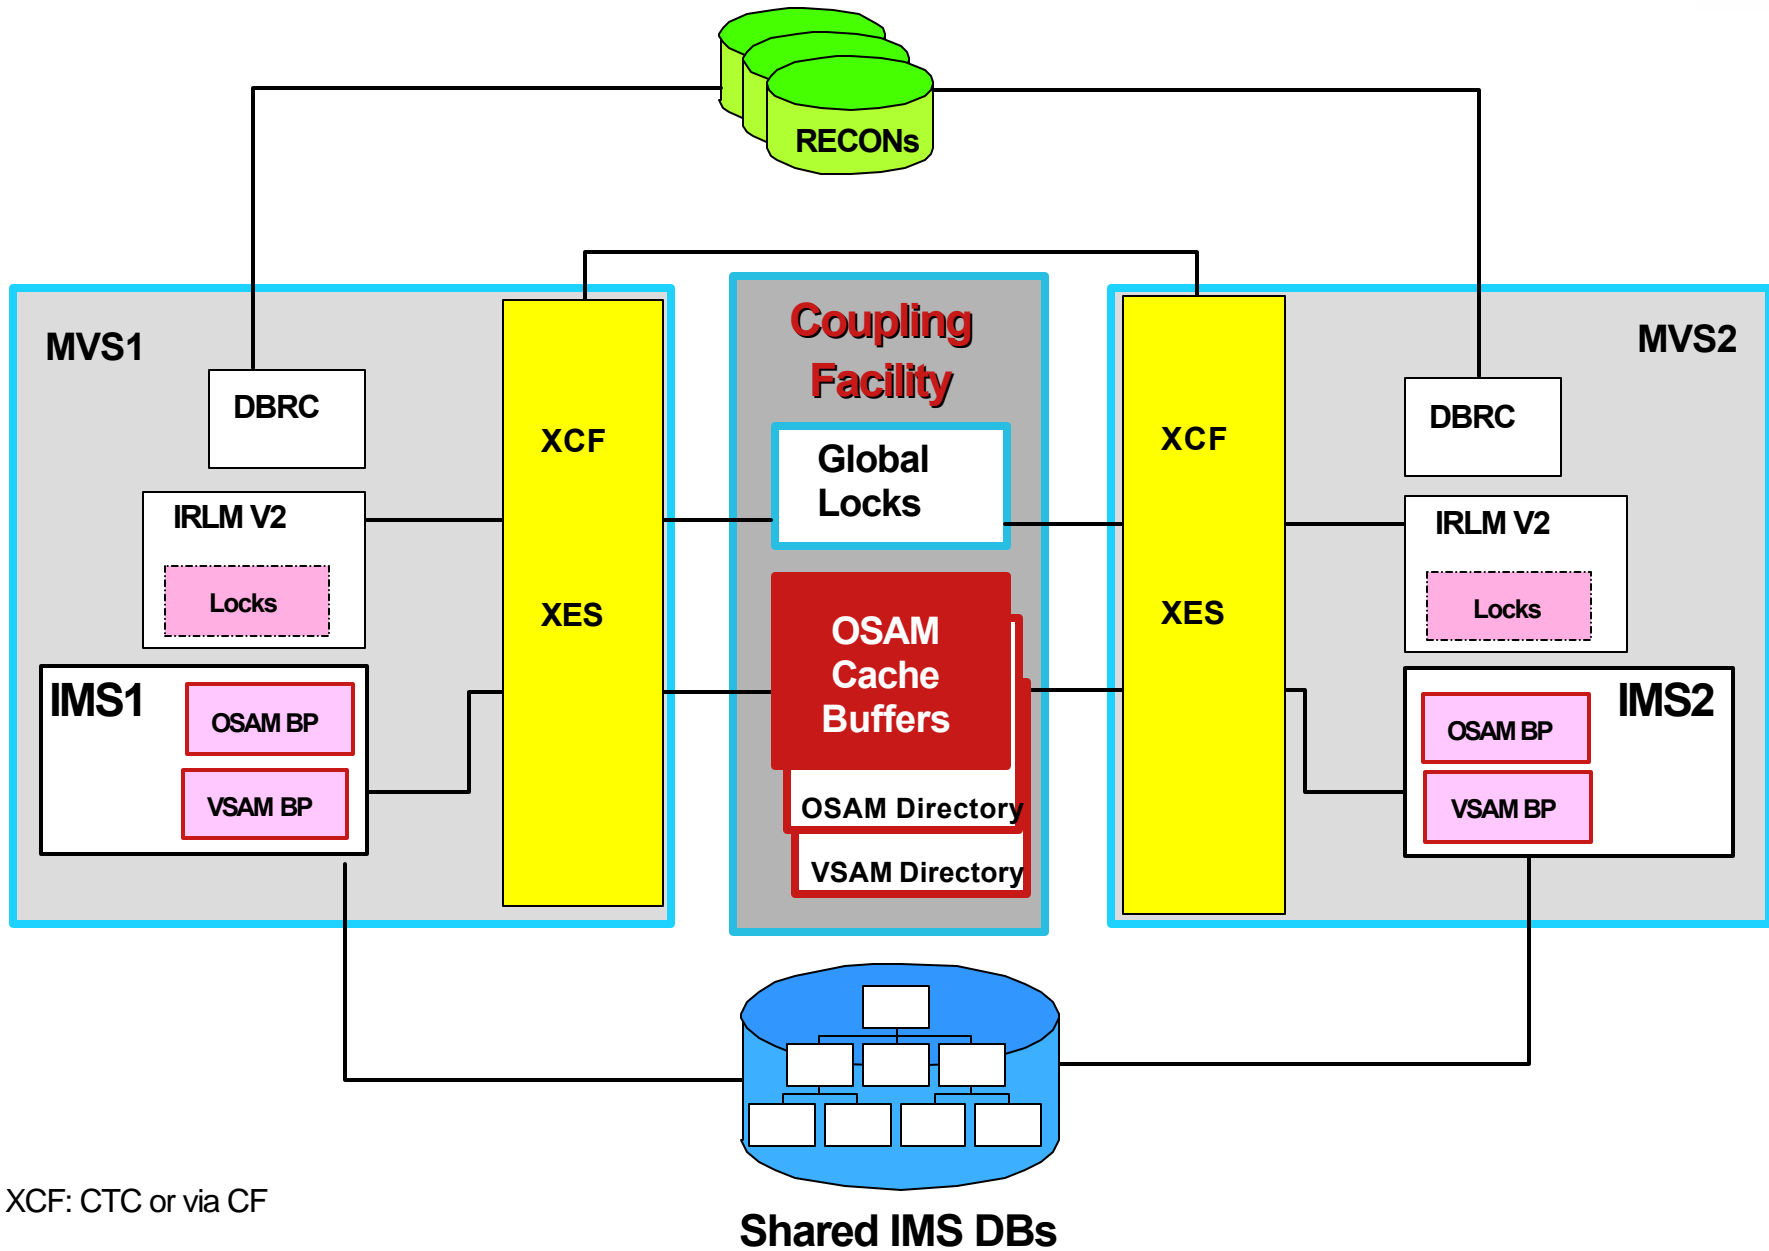 RECONs
MVS1
DBRC
IRLM V2
Locks
IMS1
OSAM BP
VSAM BP
XCF
XES
Coupling
Facility
Global
Locks
OSAM
Cache
Buffers
OSAM Directory
VSAM Directory
XCF
XES
MVS2
DBRC
IRLM V2
Locks
IMS2
OSAM BP
VSAM BP
XCF: CTC or via CF
Shared IMS DBs